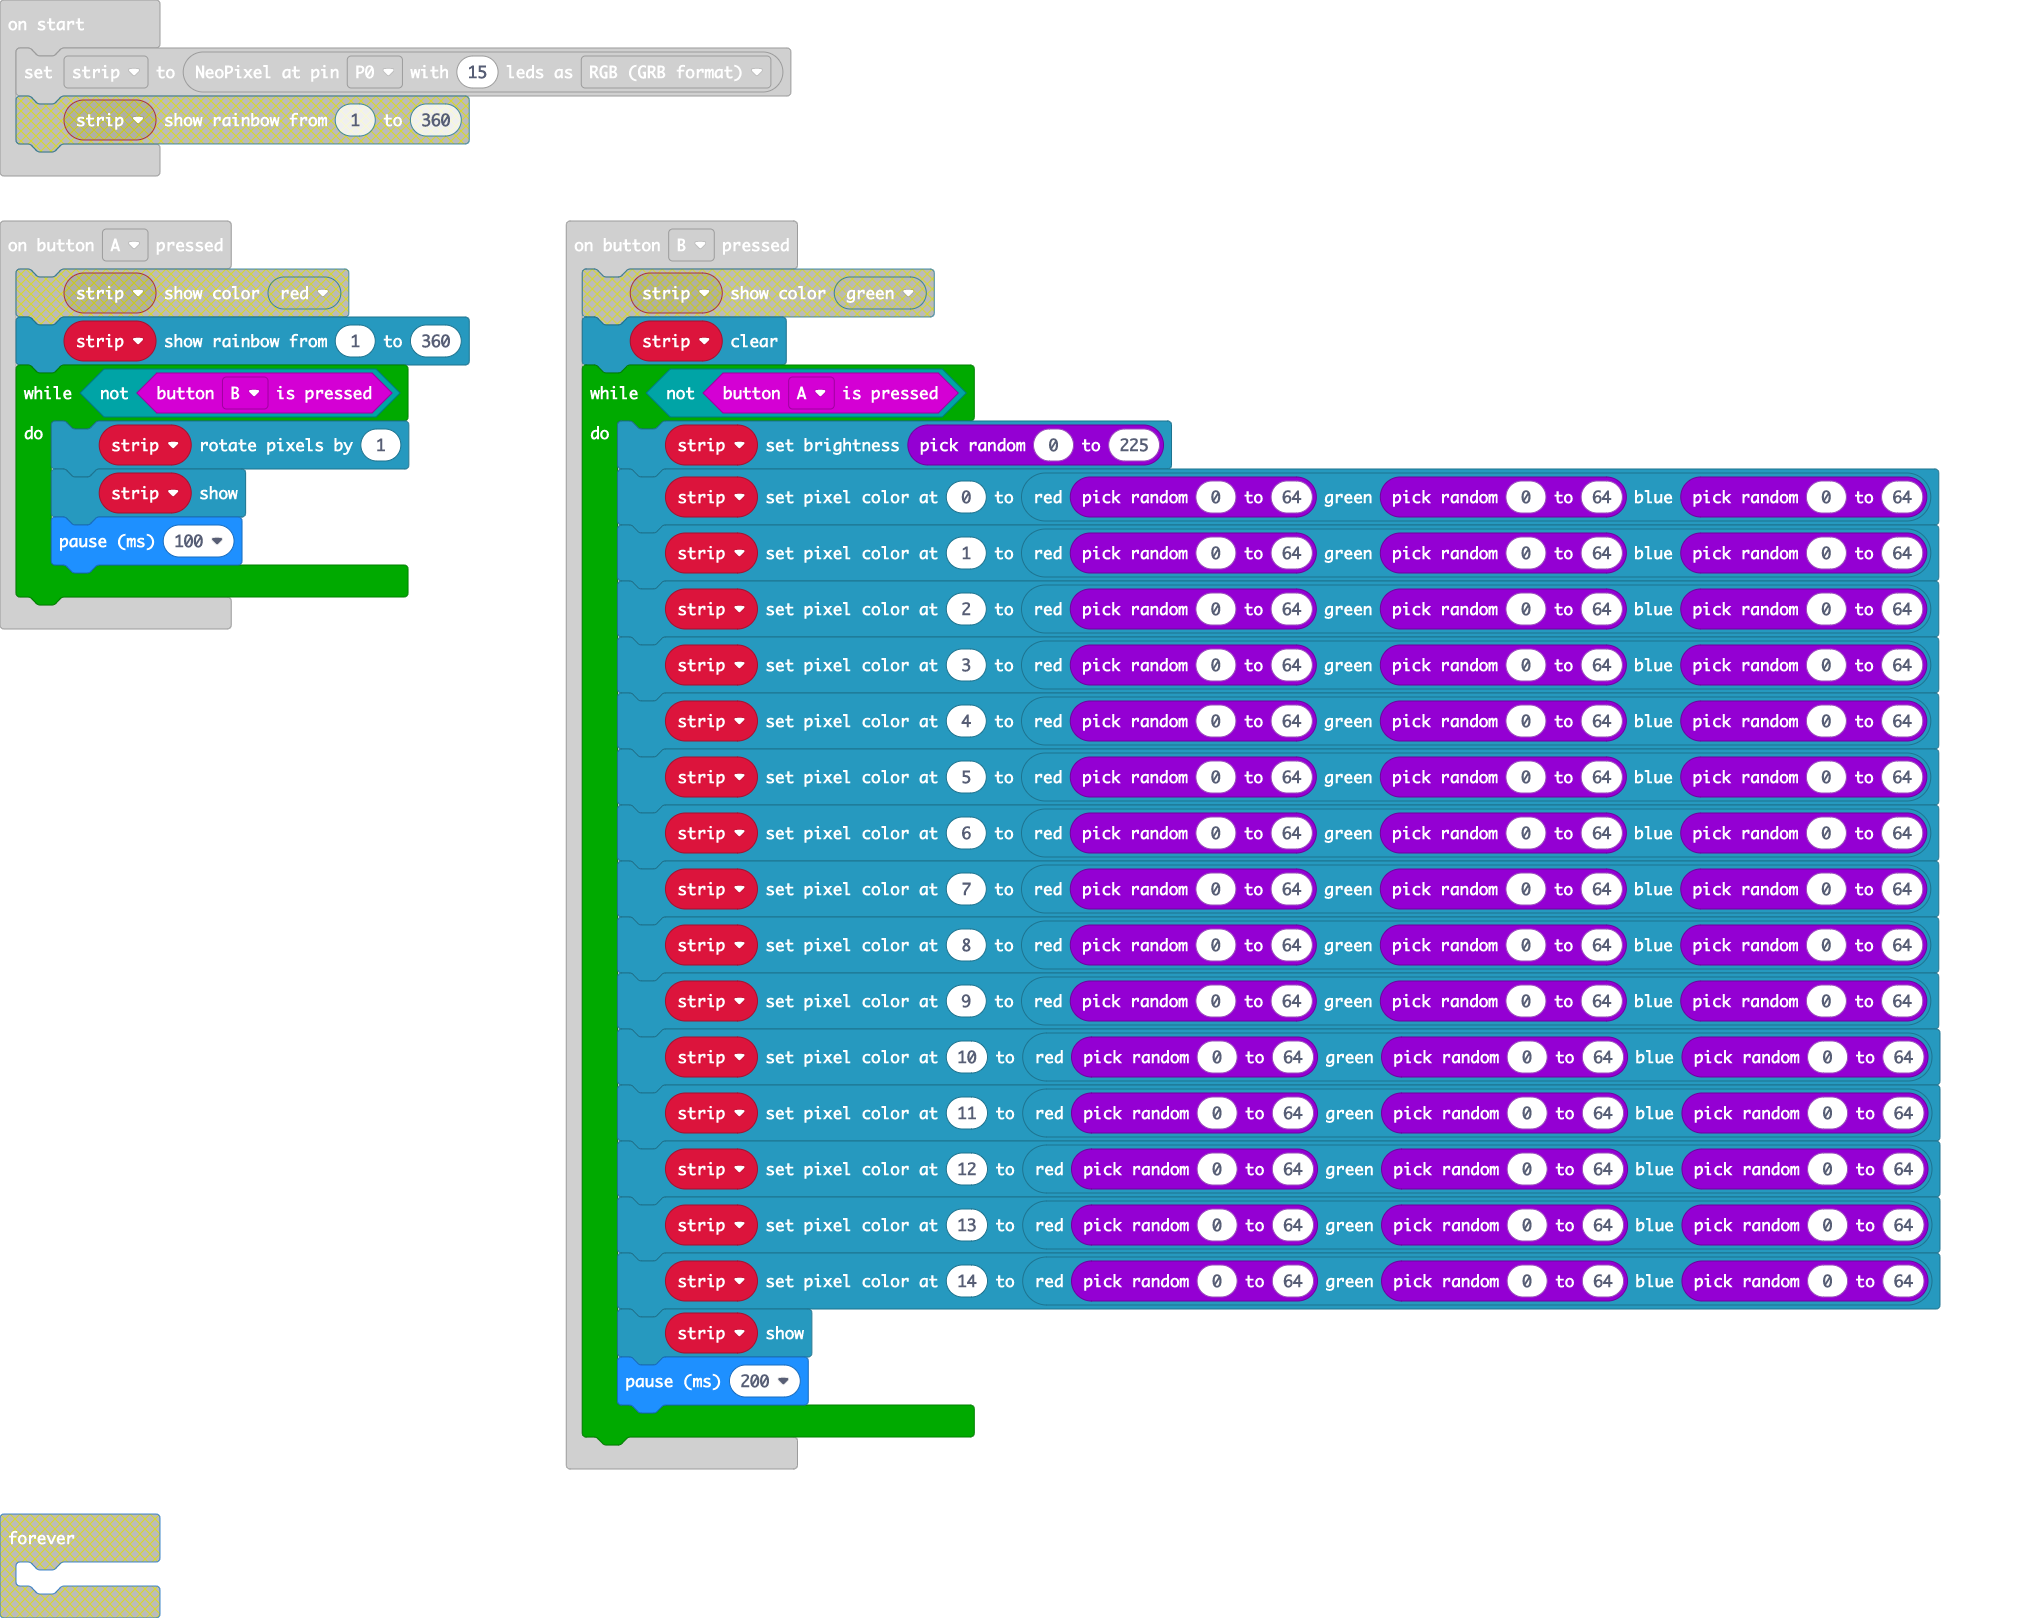 on start
set strip to NeoPixel at pin P0 with 15 leds as RGB (GRB format)
strip show rainbow from 1 to 360
on button A pressed
strip show color red
strip show rainbow from 1 to 360
while not button B is pressed
do strip rotate pixels by 1
strip show
pause (ms) 100
on button B pressed
strip show color green
strip clear
while not button A is pressed
do strip set brightness pick random 0 to 225
strip set pixel color at 0 to red pick random 0 to 64 green pick random 0 to 64 blue pick random 0 to 64
strip set pixel color at 1 to red pick random 0 to 64 green pick random 0 to 64 blue pick random 0 to 64
strip set pixel color at 2 to red pick random 0 to 64 green pick random 0 to 64 blue pick random 0 to 64
strip set pixel color at 3 to red pick random 0 to 64 green pick random 0 to 64 blue pick random 0 to 64
strip set pixel color at 4 to red pick random 0 to 64 green pick random 0 to 64 blue pick random 0 to 64
strip set pixel color at 5 to red pick random 0 to 64 green pick random 0 to 64 blue pick random 0 to 64
strip set pixel color at 6 to red pick random 0 to 64 green pick random 0 to 64 blue pick random 0 to 64
strip set pixel color at 7 to red pick random 0 to 64 green pick random 0 to 64 blue pick random 0 to 64
strip set pixel color at 8 to red pick random 0 to 64 green pick random 0 to 64 blue pick random 0 to 64
strip set pixel color at 9 to red pick random 0 to 64 green pick random 0 to 64 blue pick random 0 to 64
strip set pixel color at 10 to red pick random 0 to 64 green pick random 0 to 64 blue pick random 0 to 64
strip set pixel color at 11 to red pick random 0 to 64 green pick random 0 to 64 blue pick random 0 to 64
strip set pixel color at 12 to red pick random 0 to 64 green pick random 0 to 64 blue pick random 0 to 64
strip set pixel color at 13 to red pick random 0 to 64 green pick random 0 to 64 blue pick random 0 to 64
strip set pixel color at 14 to red pick random 0 to 64 green pick random 0 to 64 blue pick random 0 to 64
strip show
pause (ms) 200
forever